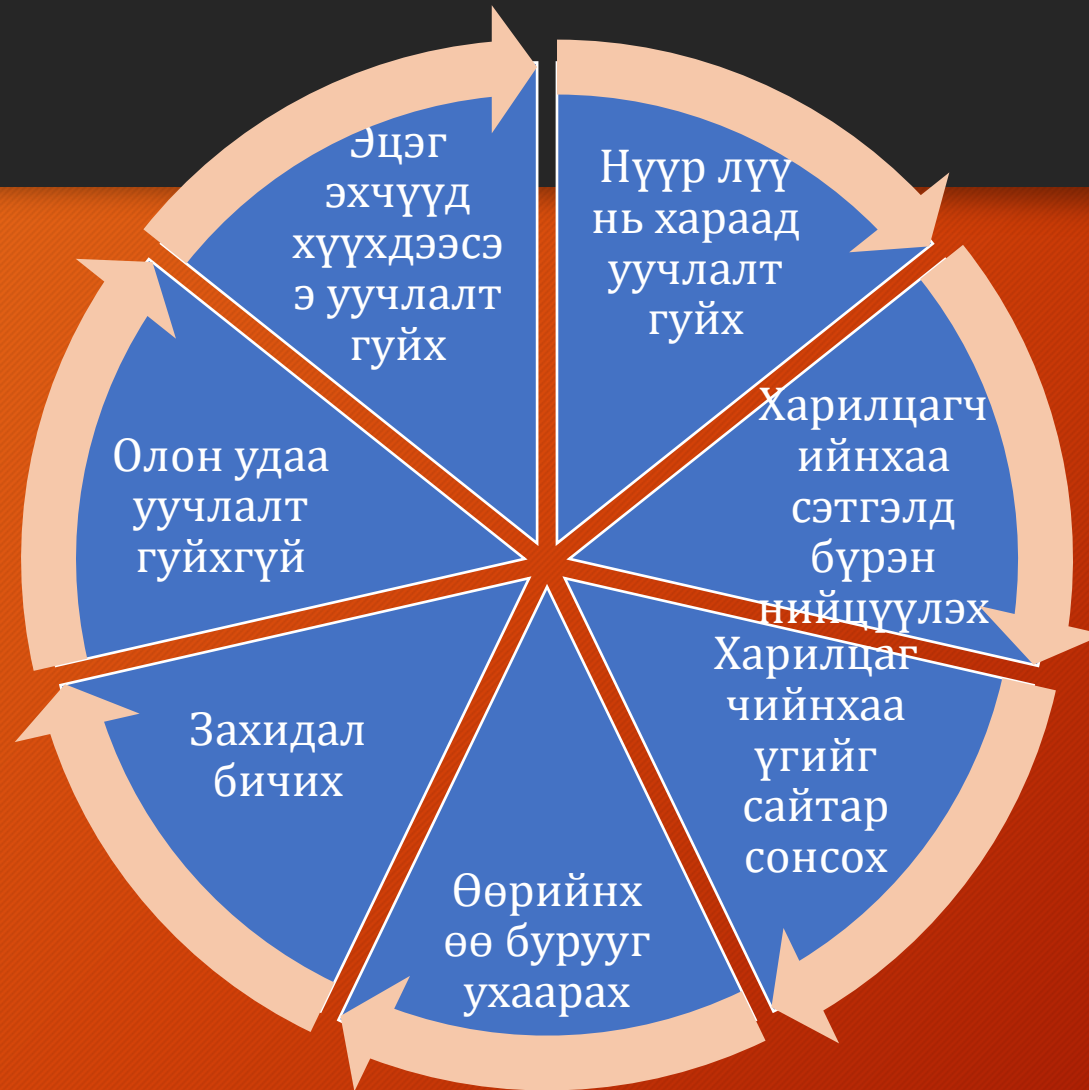 Нүүр лүү
нь хараад
уучлалт
гуйх
Харилцагч
ийнхаа
сэтгэлд
бүрэн
нийцүүлэх
Харилцаг
чийнхаа
үгийг
сайтар
сонсох
Өөрийнх
өө бурууг
ухаарах
Захидал
бичих
Олон удаа
уучлалт
гуйхгүй
Эцэг
эхчүүд
хүүхдээсэ
э уучлалт
гуйх